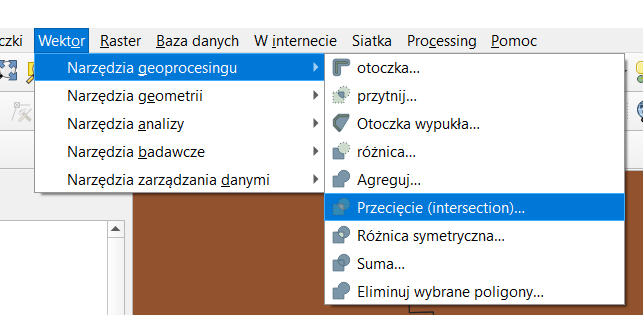 czki Wektor Raster Baza danych W internecie Siatka Processing Pomoc
Narzędzia geoprocesingu
Narzędzia geometrii
Narzędzia analizy
Narzędzia badawcze
Narzędzia zarządzania danymi
otoczka...
przytnij...
Otoczka wypukła...
różnica...
Agreguj...
Przecięcie (intersection)...
Różnica symetryczna...
Suma...
Eliminuj wybrane poligony...